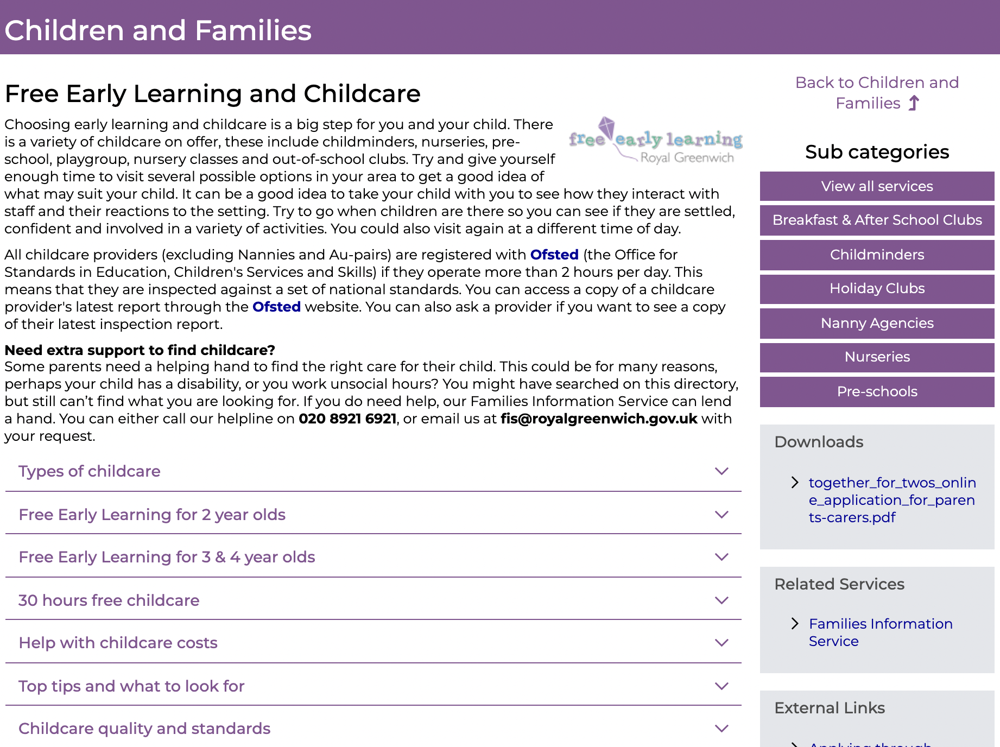 Children and Families
Free Early Learning and Childcare
Choosing early learning and childcare is a big step for you and your child. There
is a variety of childcare on offer, these include childminders, nurseries, pre-
school, playgroup, nursery classes and out-of-school clubs. Try and give yourself
enough time to visit several possible options in your area to get a good idea of
what may suit your child. It can be a good idea to take your child with you to see how they interact with
staff and their reactions to the setting. Try to go when children are there so you can see if they are settled,
confident and involved in a variety of activities. You could also visit again at a different time of day.
free early learning
Royal Greenwich
All childcare providers (excluding Nannies and Au-pairs) are registered with Ofsted (the Office for
Standards in Education, Children's Services and Skills) if they operate more than 2 hours per day. This
means that they are inspected against a set of national standards. You can access a copy of a childcare
provider's latest report through the Ofsted website. You can also ask a provider if you want to see a copy
of their latest inspection report.
Need extra support to find childcare?
Some parents need a helping hand to find the right care for their child. This could be for many reasons,
perhaps your child has a disability, or you work unsocial hours? You might have searched on this directory,
but still can’t find what you are looking for. If you do need help, our Families Information Service can lend
a hand. You can either call our helpline on 020 8921 6921, or email us at fis@royalgreenwich.gov.uk with
your request.
Types of childcare
Free Early Learning for 2 year olds
Free Early Learning for 3 & 4 year olds
30 hours free childcare
Help with childcare costs
Top tips and what to look for
Childcare quality and standards
Back to Children and
Families
Sub categories
View all services
Breakfast & After School Clubs
Childminders
Holiday Clubs
Nanny Agencies
Nurseries
Pre-schools
Downloads
together_for_twos_onlin
e_application_for_paren
ts-carers.pdf
Related Services
Families Information
Service
External Links
Applying through